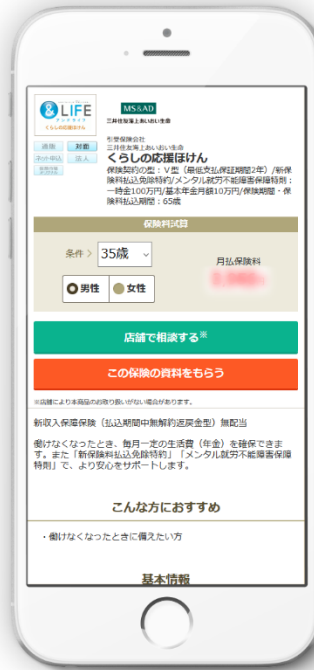 &LIFE
アンドライフ
くらしの応援ほけん
MS&AD
三井住友海上あいおい生命
通販
対面
ネット申込
法人
引受保険会社
三井住友海上あいおい生命
くらしの応援ほけん
保険契約の型：Ⅴ型（最低支払保証期間2年）/新保
険料払込免除特約/メンタル就労不能障害保障特則：
一時金100万円/基本年金月額10万円/保険期間・保
険料払込期間：65歳
保険料試算
条件 〉 35歳
男性
女性
月払保険料
店舗で相談する※
この保険の資料をもらう
※店舗により本商品のお取り扱いがない場合があります。
新収入保障保険（払込期間中無解約返戻金型）無配当
働けなくなったとき、毎月一定の生活費（年金）を確保できま
す。また「新保険料払込免除特約」「メンタル就労不能障害保障
特則」で、より安心をサポートします。
こんな方におすすめ
・働けなくなったときに備えたい方
基本情報